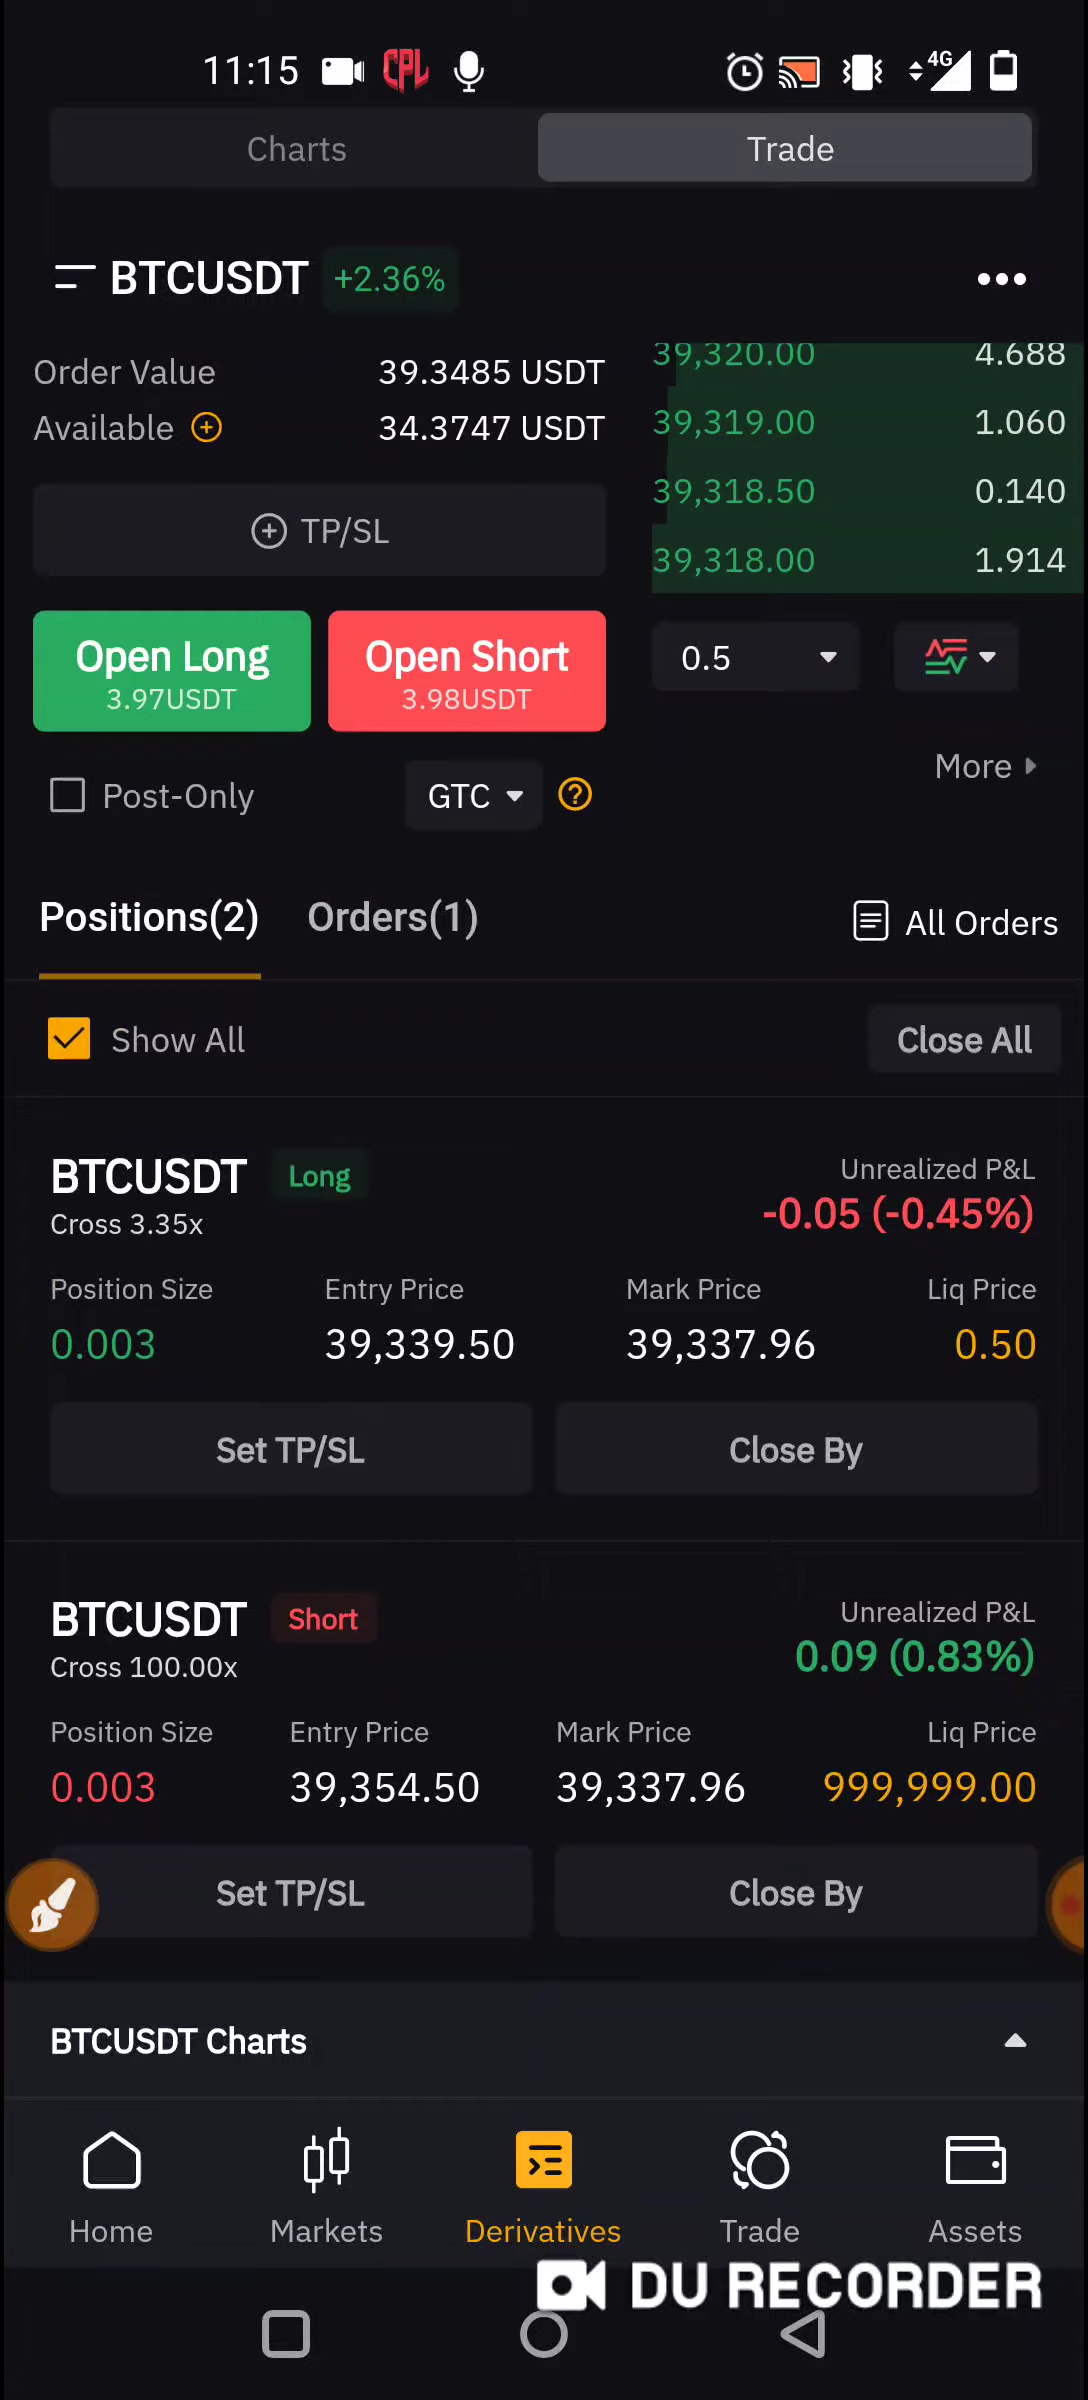 11:15 CPL 4G
Charts Trade
BTCUSDT +2.36%
Order Value 39.3485 USDT 39,320.00 4.688
Available 34.3747 USDT 39,319.00 1.060
39,318.50 0.140
TP/SL
39,318.00 1.914
Open Long Open Short
3.97USDT 3.98USDT
0.5
More
Post-Only GTC
Positions(2) Orders(1) All Orders
Show All Close All
BTCUSDT Long Unrealized P&L
Cross 3.35x -0.05 (-0.45%)
Position Size Entry Price Mark Price Liq Price
0.003 39,339.50 39,337.96 0.50
Set TP/SL Close By
BTCUSDT Short Unrealized P&L
Cross 100.00x 0.09 (0.83%)
Position Size Entry Price Mark Price Liq Price
0.003 39,354.50 39,337.96 999,999.00
Set TP/SL Close By
BTCUSDT Charts
Home Markets Derivatives Trade Assets
DU RECORDER